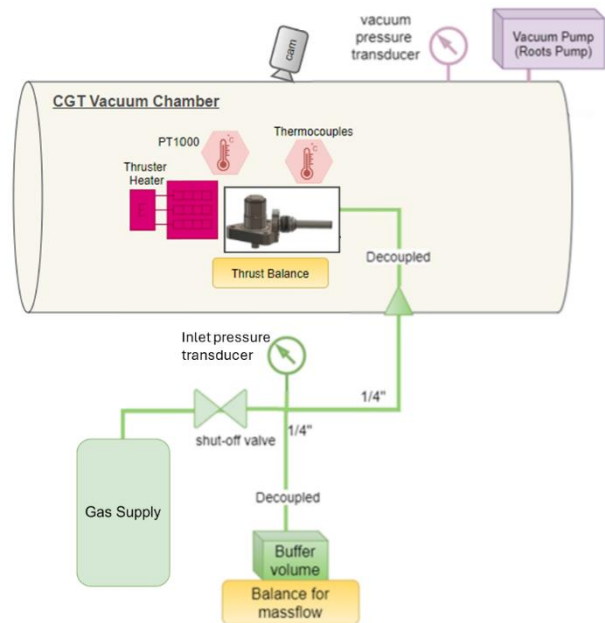 cam
vacuum
pressure
transducer
Vacuum Pump
(Roots Pump)
CGT Vacuum Chamber
PT1000
°C
Thermocouples
°C
Thruster
Heater
Decoupled
Thrust Balance
Inlet pressure
transducer
1/4"
1/4"
shut-off valve
Gas Supply
Decoupled
Buffer
volume
Balance for
massflow